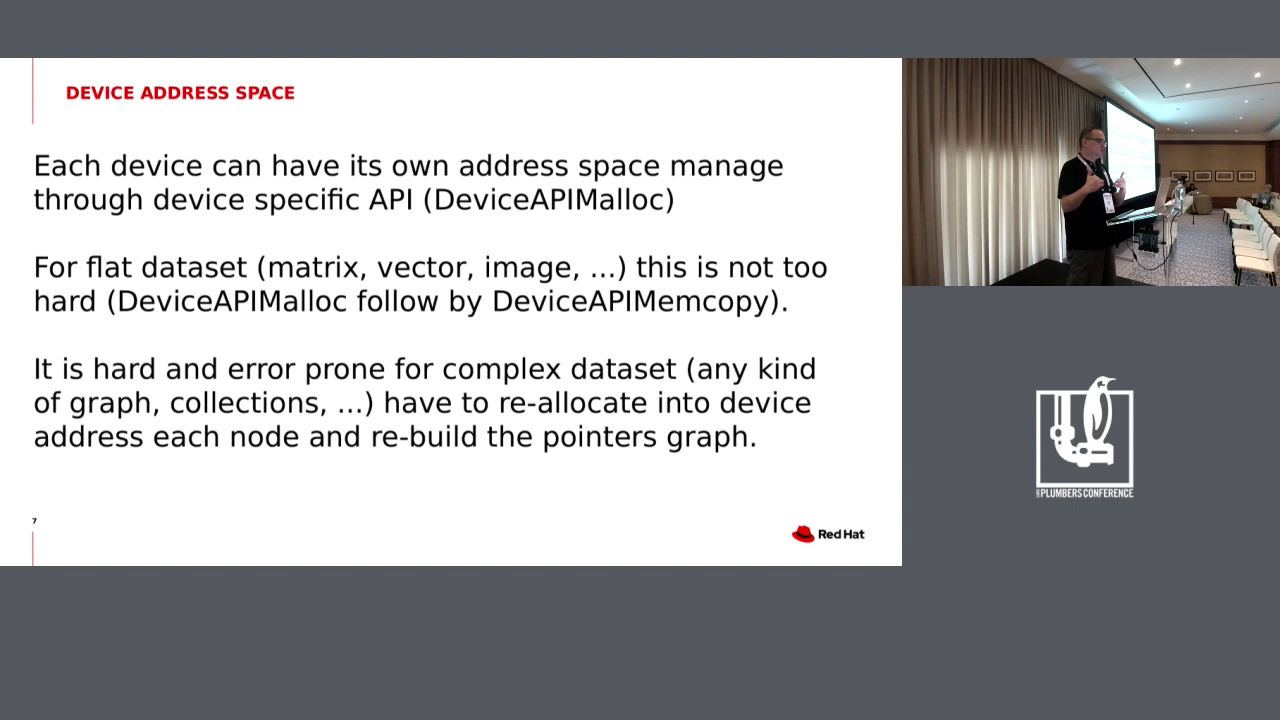 DEVICE ADDRESS SPACE
Each device can have its own address space manage
through device specific API (DeviceAPIMalloc)
For flat dataset (matrix, vector, image, ...) this is not too
hard (DeviceAPIMalloc follow by DeviceAPIMemcopy).
It is hard and error prone for complex dataset (any kind
of graph, collections, ...) have to re-allocate into device
address each node and re-build the pointers graph.
7
Red Hat
PLUMBERS CONFERENCE